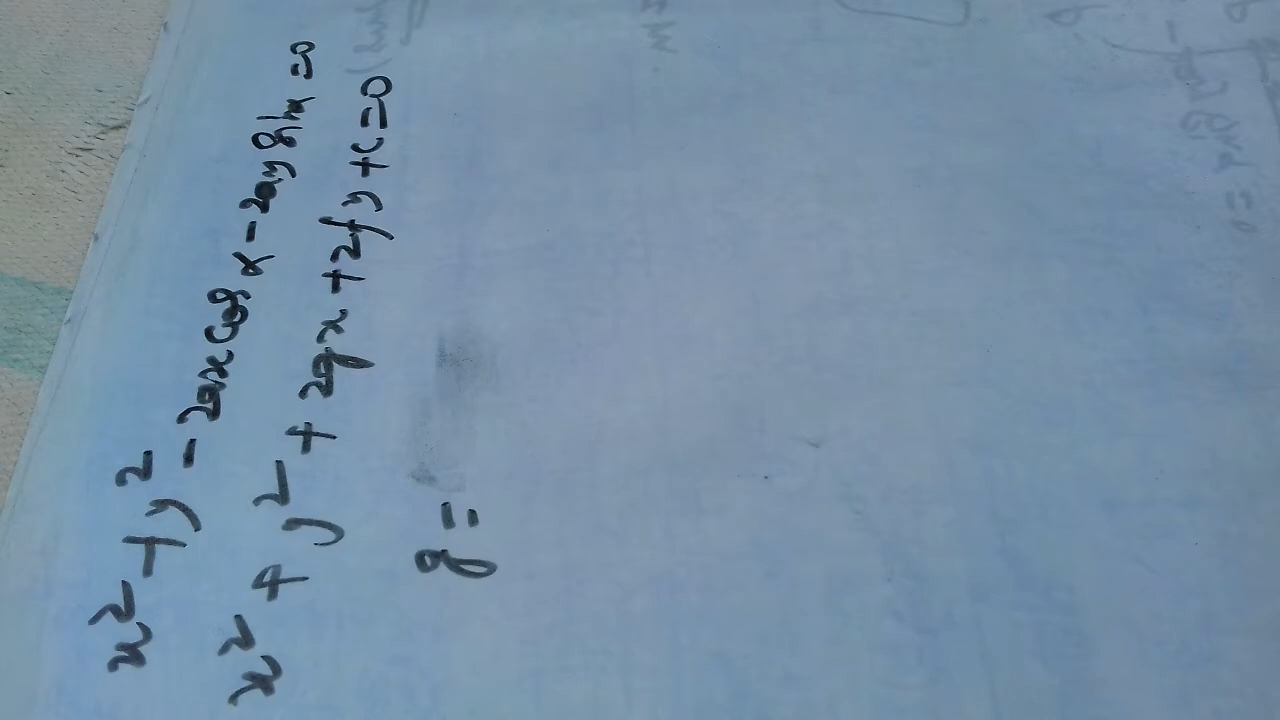 x² + y² - 2ax cos α - 2ay sin α = 0
x² + y² + 2gx + 2fy + c = 0
g =